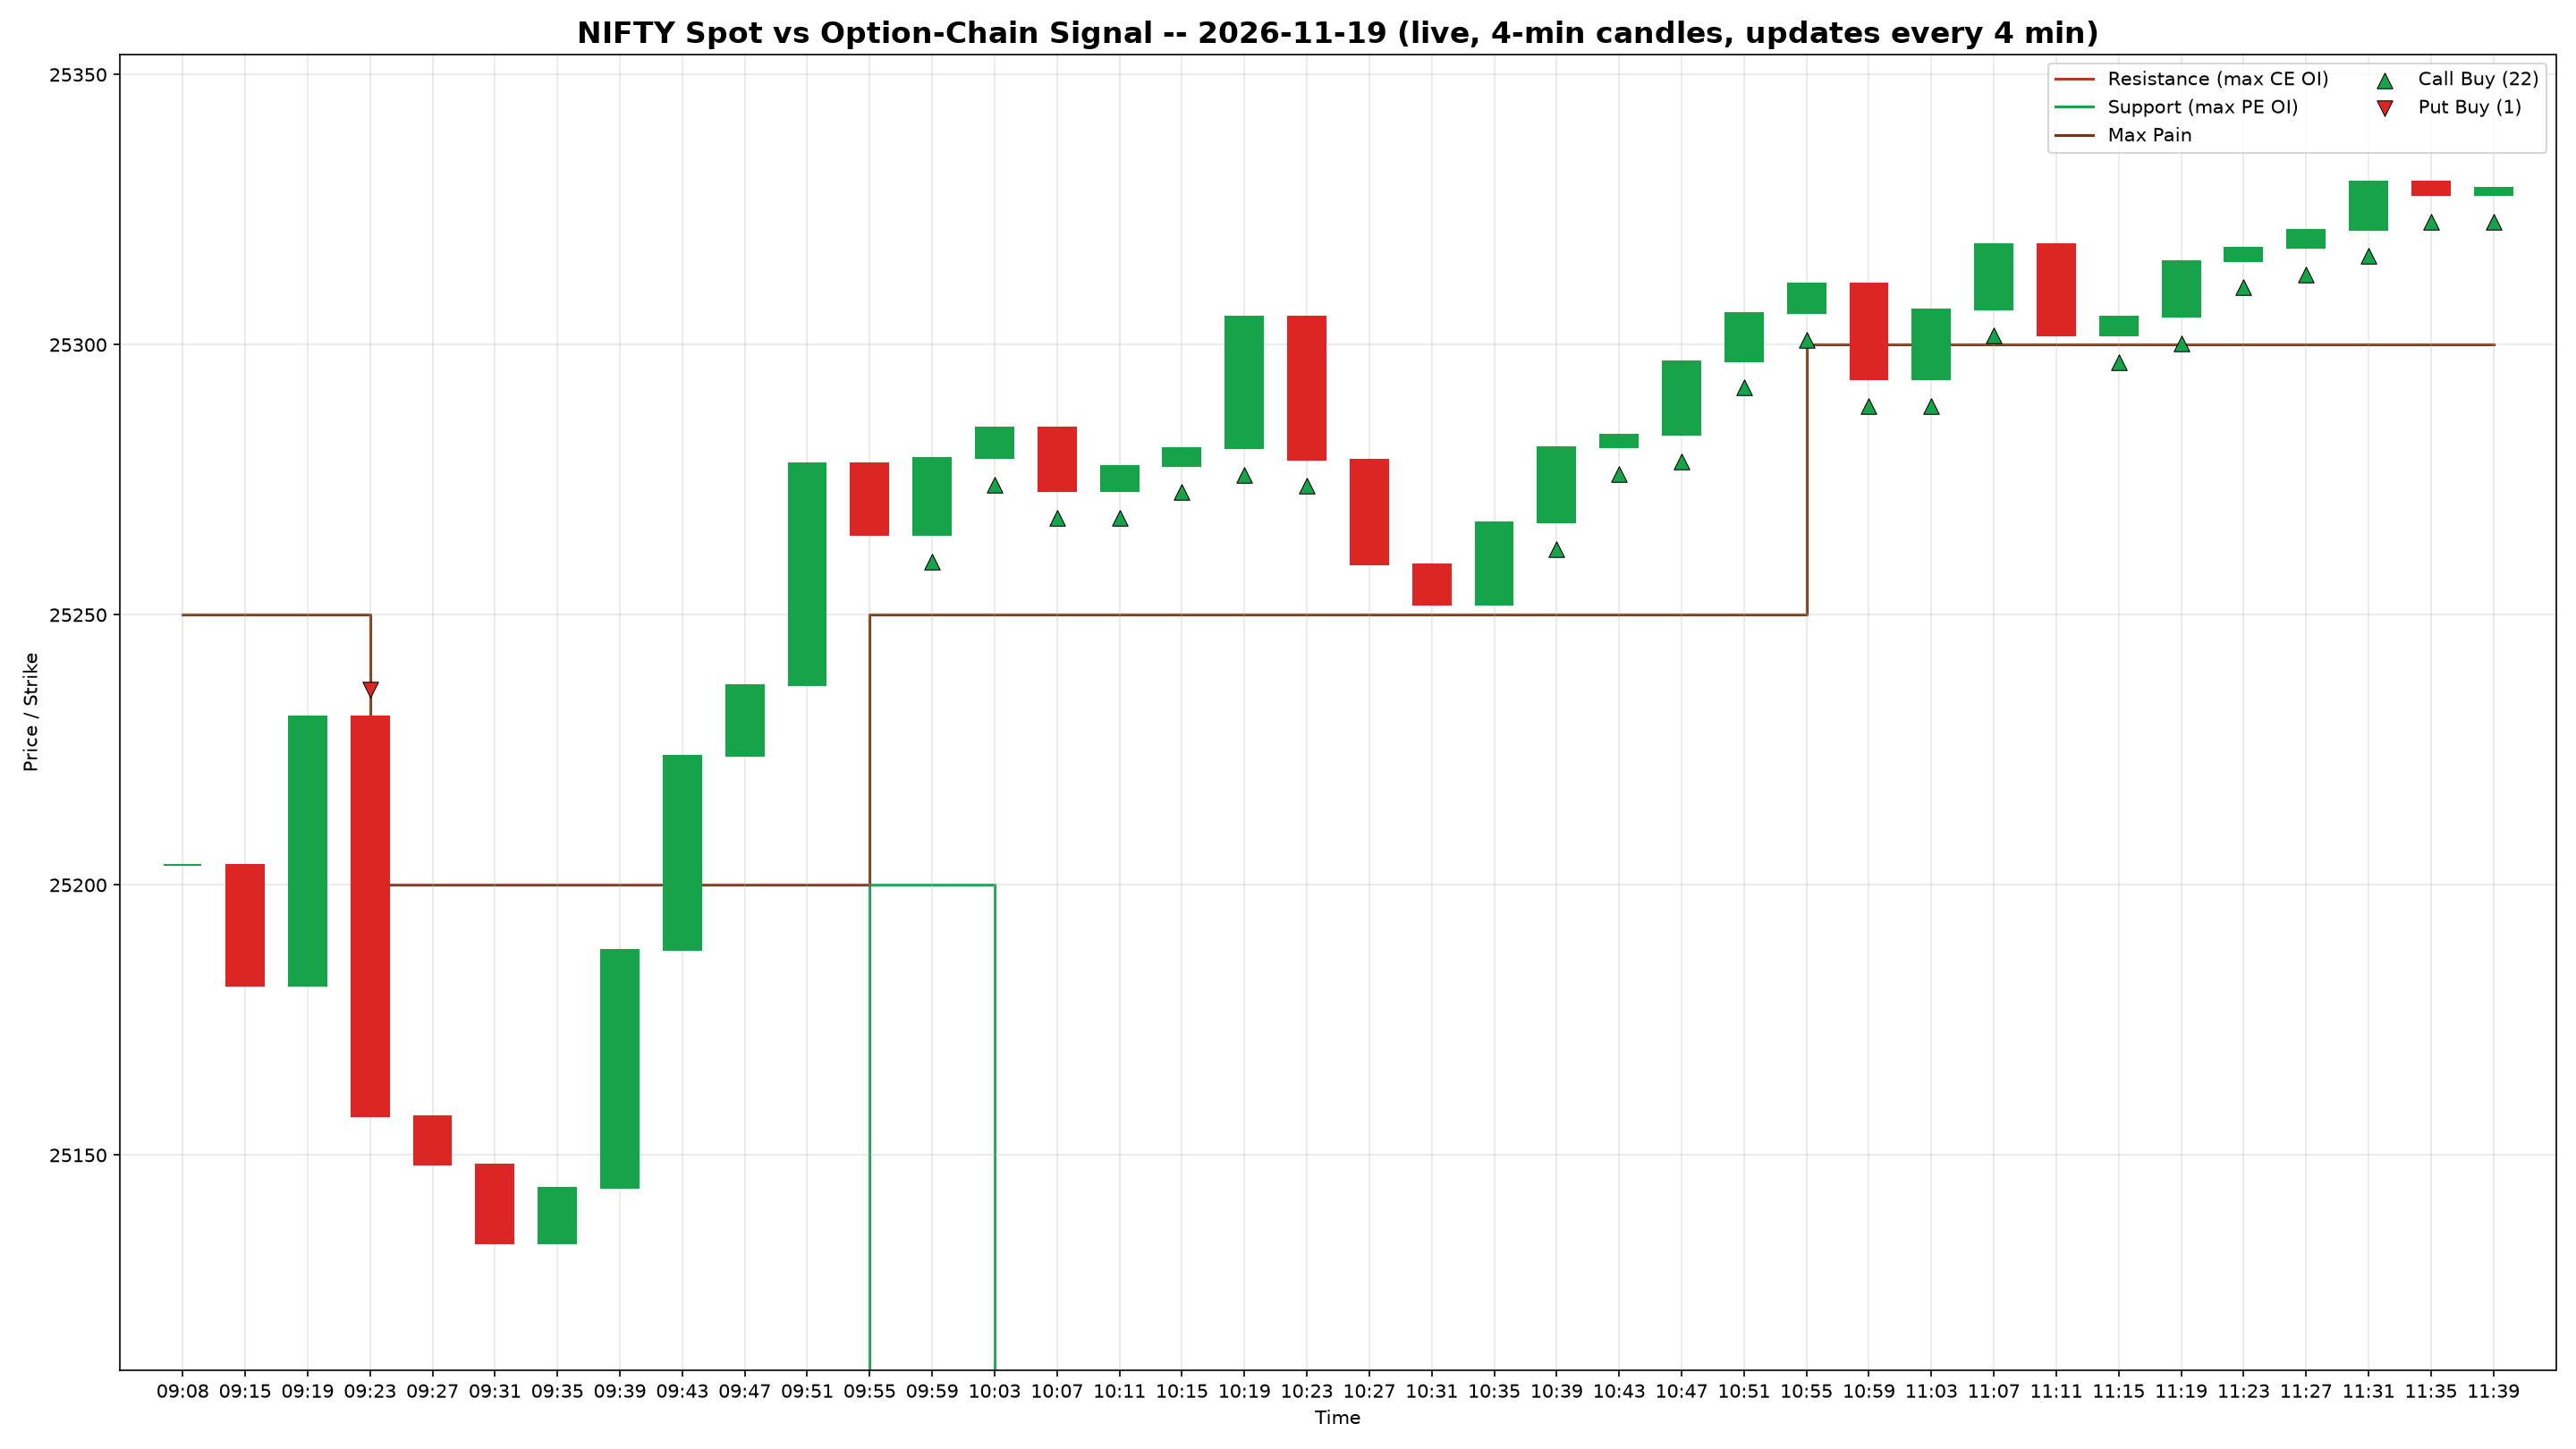 NIFTY Spot vs Option-Chain Signal -- 2026-11-19 (live, 4-min candles, updates every 4 min)
Resistance (max CE OI)
Support (max PE OI)
Max Pain
Call Buy (22)
Put Buy (1)
Price / Strike
25350
25300
25250
25200
25150
09:08 09:15 09:19 09:23 09:27 09:31 09:35 09:39 09:43 09:47 09:51 09:55 09:59 10:03 10:07 10:11 10:15 10:19 10:23 10:27 10:31 10:35 10:39 10:43 10:47 10:51 10:55 10:59 11:03 11:07 11:11 11:15 11:19 11:23 11:27 11:31 11:35 11:39
Time